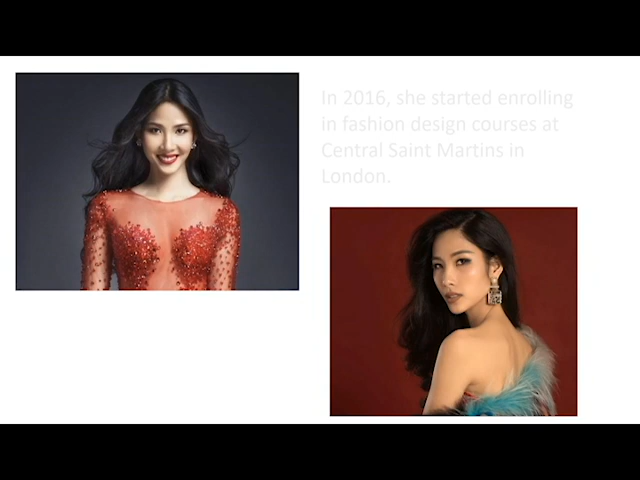 In 2016, she started enrolling
in fashion design courses at
Central Saint Martins in
London.